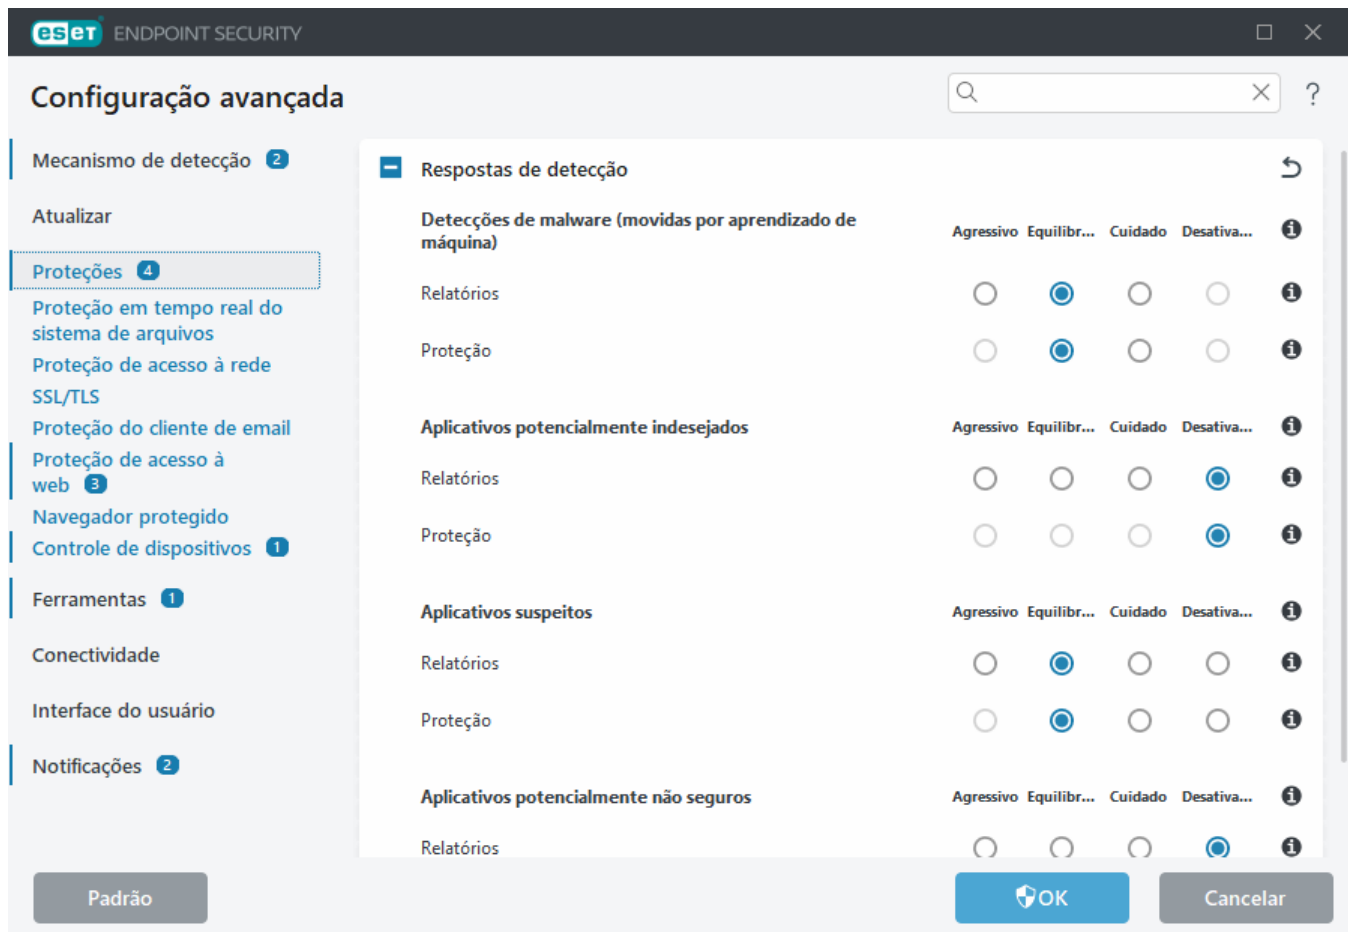 eset ENDPOINT SECURITY
Configuração avançada
?
Mecanismo de detecção 2
Atualizar
Proteções 4
Proteção em tempo real do
sistema de arquivos
Proteção de acesso à rede
SSL/TLS
Proteção do cliente de email
Proteção de acesso à
web 3
Navegador protegido
Controle de dispositivos 1
Ferramentas 1
Conectividade
Interface do usuário
Notificações 2
Respostas de detecção
Detecções de malware (movidas por aprendizado de
máquina)
Agressivo Equilibr... Cuidado Desativa...
Relatórios
Proteção
Aplicativos potencialmente indesejados Agressivo Equilibr... Cuidado Desativa...
Relatórios
Proteção
Aplicativos suspeitos Agressivo Equilibr... Cuidado Desativa...
Relatórios
Proteção
Aplicativos potencialmente não seguros Agressivo Equilibr... Cuidado Desativa...
Relatórios
Padrão OK Cancelar